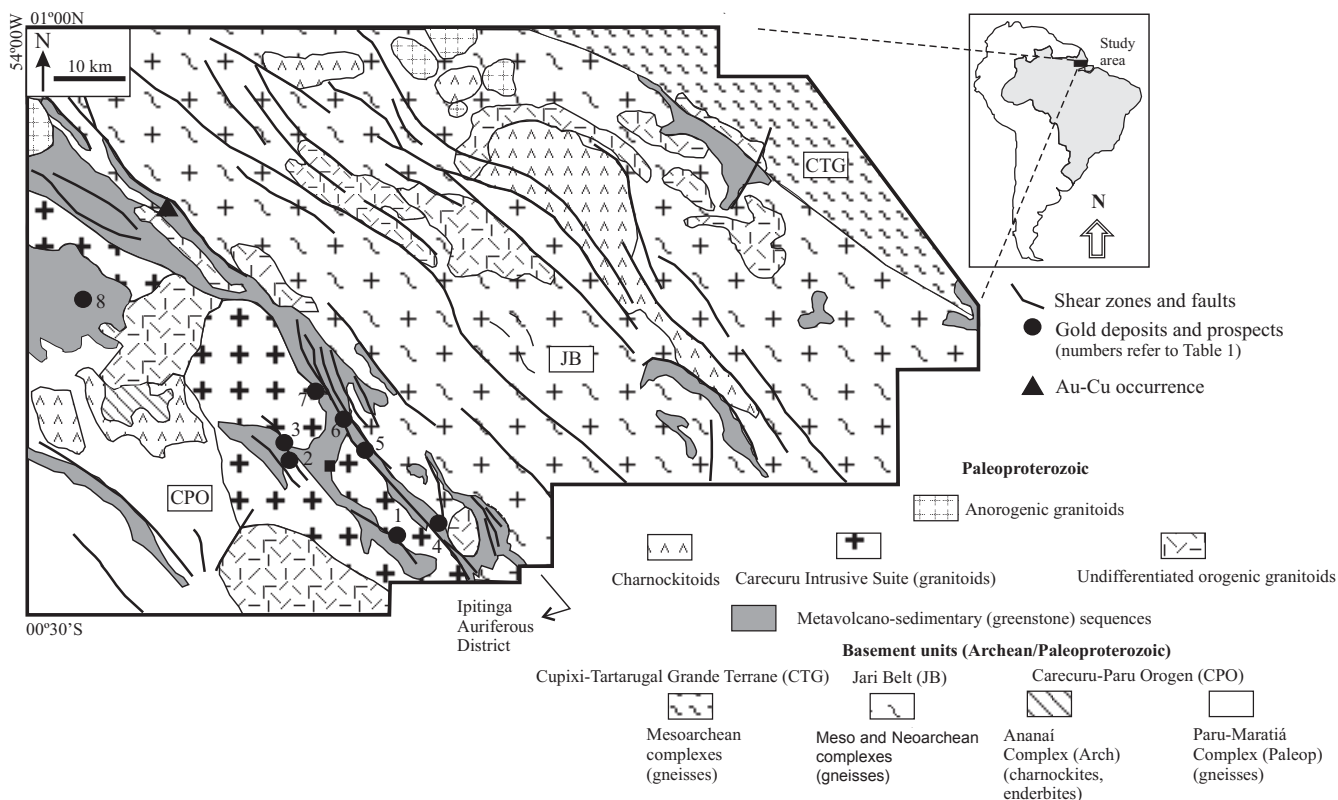 01º00N
54º00W
N
10 km
Study
area
CTG
N
8
JB
Shear zones and faults
Gold deposits and prospects
(numbers refer to Table 1)
Au-Cu occurrence
7
6
3
5
2
CPO
1
4
00º30’S
Ipitinga
Auriferous
District
Paleoproterozoic
Anorogenic granitoids
Charnockitoids
Carecuru Intrusive Suite (granitoids)
Undifferentiated orogenic granitoids
Metavolcano-sedimentary (greenstone) sequences
Basement units (Archean/Paleoproterozoic)
Cupixi-Tartarugal Grande Terrane (CTG)
Jari Belt (JB)
Carecuru-Paru Orogen (CPO)
Mesoarchean
complexes
(gneisses)
Meso and Neoarchean
complexes
(gneisses)
Ananaí
Complex (Arch)
(charnockites,
enderbites)
Paru-Maratiá
Complex (Paleop)
(gneisses)